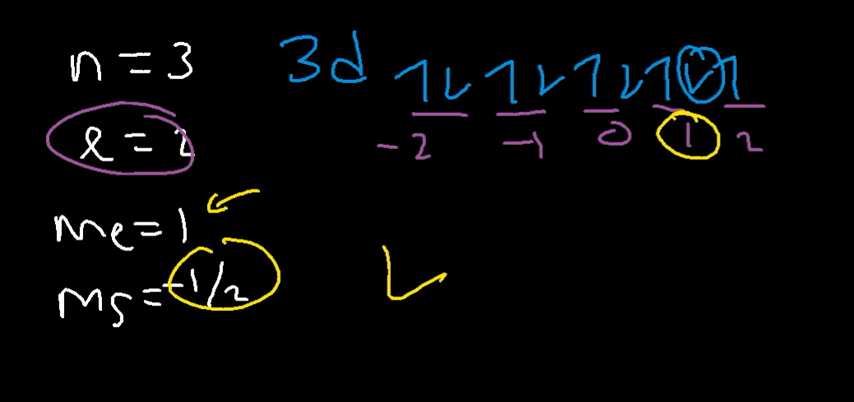 n = 3
3d ↿⇂ ↿⇂ ↿⇂ ↿⇂ ↿
ℓ = 2
-2 -1 0 1 2
mℓ = 1
ms = -1/2